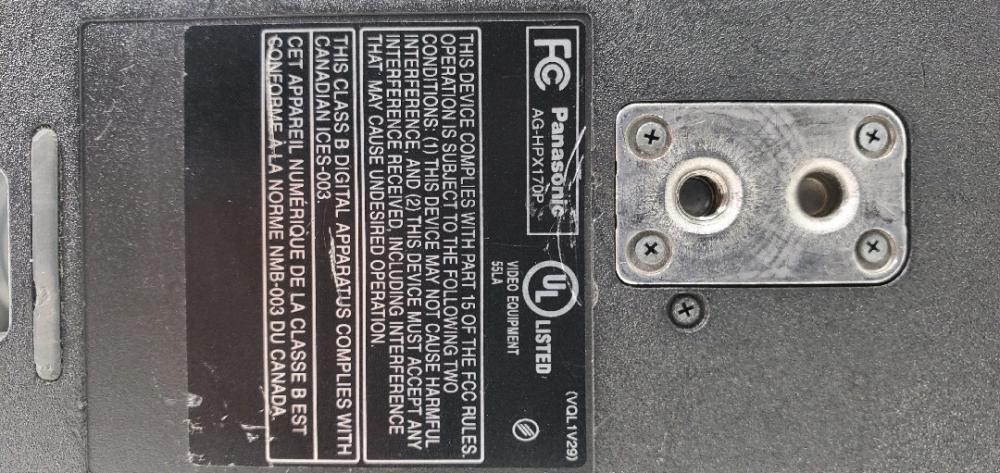 FC Panasonic
AG-HPX170P
UL LISTED
VIDEO EQUIPMENT
55LA
(VQL1V29)
THIS DEVICE COMPLIES WITH PART 15 OF THE FCC RULES.
OPERATION IS SUBJECT TO THE FOLLOWING TWO
CONDITIONS: (1) THIS DEVICE MAY NOT CAUSE HARMFUL
INTERFERENCE, AND (2) THIS DEVICE MUST ACCEPT ANY
INTERFERENCE RECEIVED, INCLUDING INTERFERENCE
THAT MAY CAUSE UNDESIRED OPERATION.
THIS CLASS B DIGITAL APPARATUS COMPLIES WITH
CANADIAN ICES-003.
CET APPAREIL NUMÉRIQUE DE LA CLASSE B EST
CONFORME À LA NORME NMB-003 DU CANADA.